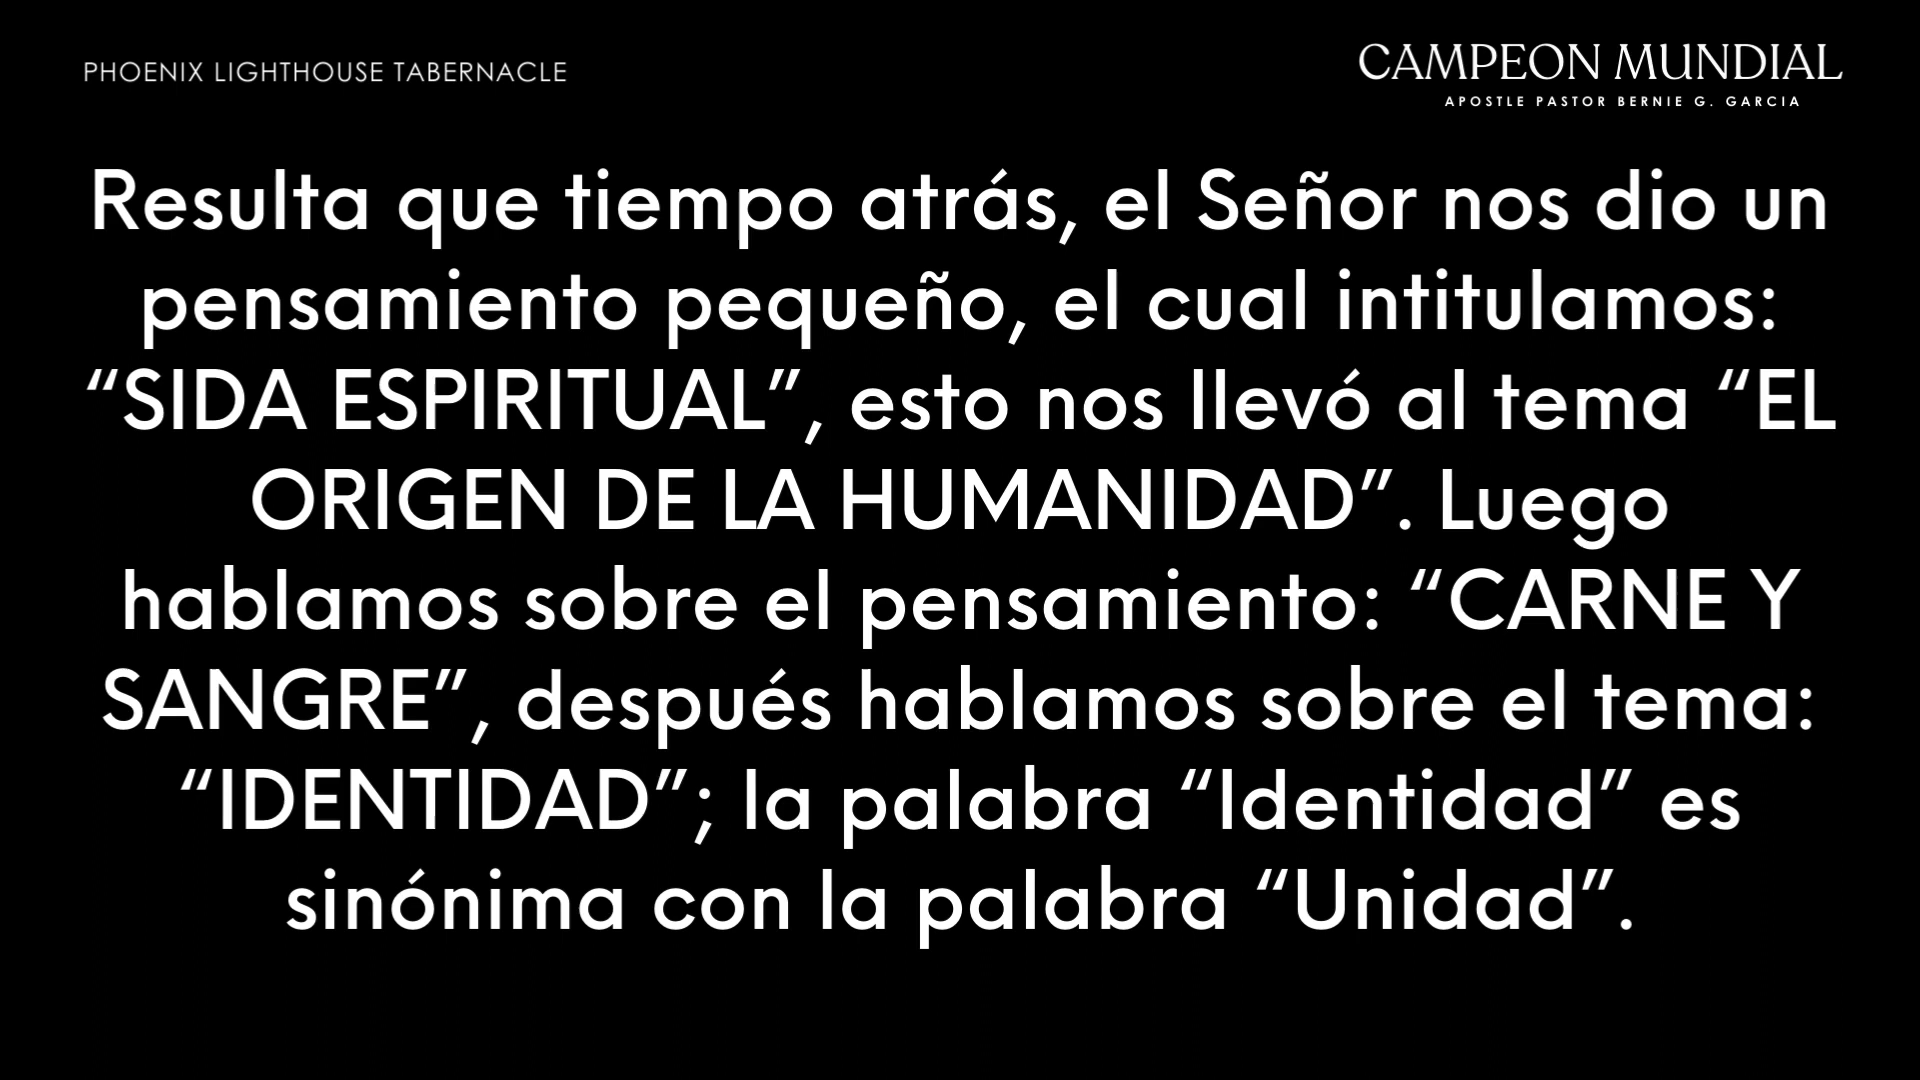 PHOENIX LIGHTHOUSE TABERNACLE
CAMPEON MUNDIAL
APOSTLE PASTOR BERNIE G. GARCIA
Resulta que tiempo atrás, el Señor nos dio un
pensamiento pequeño, el cual intitulamos:
“SIDA ESPIRITUAL”, esto nos llevó al tema “EL
ORIGEN DE LA HUMANIDAD”. Luego
hablamos sobre el pensamiento: “CARNE Y
SANGRE”, después hablamos sobre el tema:
“IDENTIDAD”; la palabra “Identidad” es
sinónima con la palabra “Unidad”.